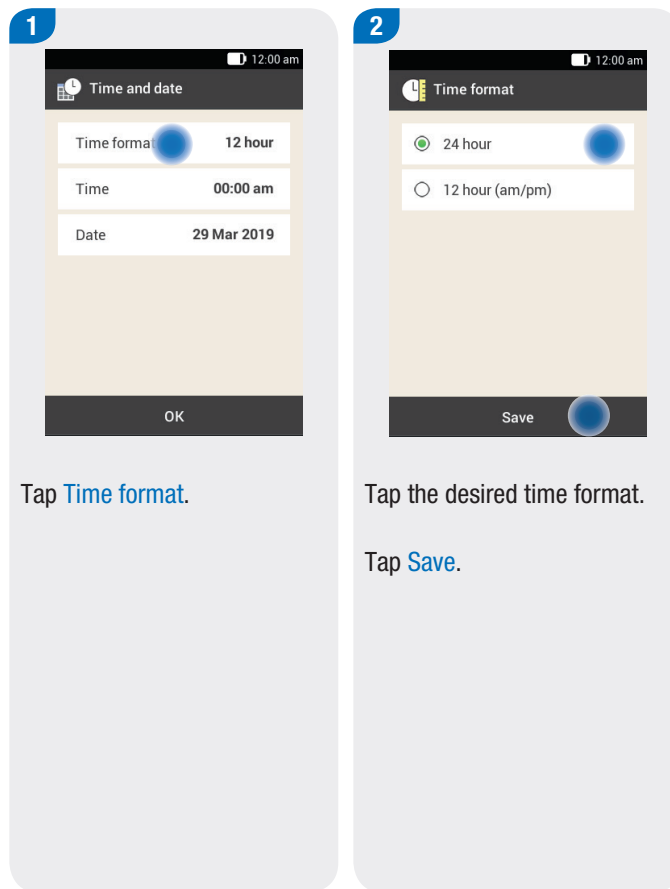 1
12:00 am
Time and date
Time format 12 hour
Time 00:00 am
Date 29 Mar 2019
OK
Tap Time format.
2
12:00 am
Time format
24 hour
12 hour (am/pm)
Save
Tap the desired time format.
Tap Save.